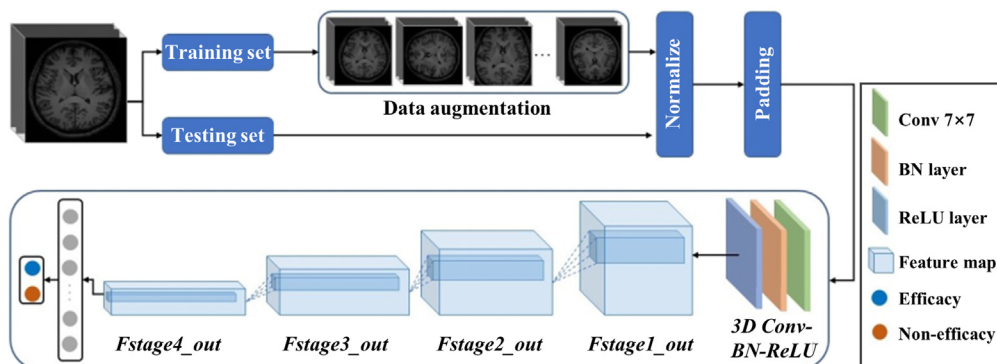 Training set
Testing set
Data augmentation
Normalize
Padding
Conv 7×7
BN layer
ReLU layer
Feature map
Efficacy
Non-efficacy
Fstage4_out
Fstage3_out
Fstage2_out
Fstage1_out
3D Conv-
BN-ReLU